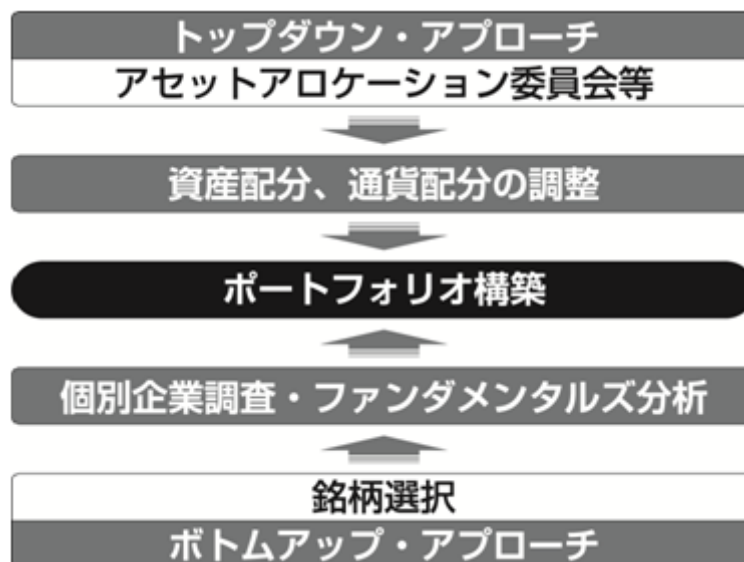 トップダウン・アプローチ
アセットアロケーション委員会等
資産配分、通貨配分の調整
ポートフォリオ構築
個別企業調査・ファンダメンタルズ分析
銘柄選択
ボトムアップ・アプローチ